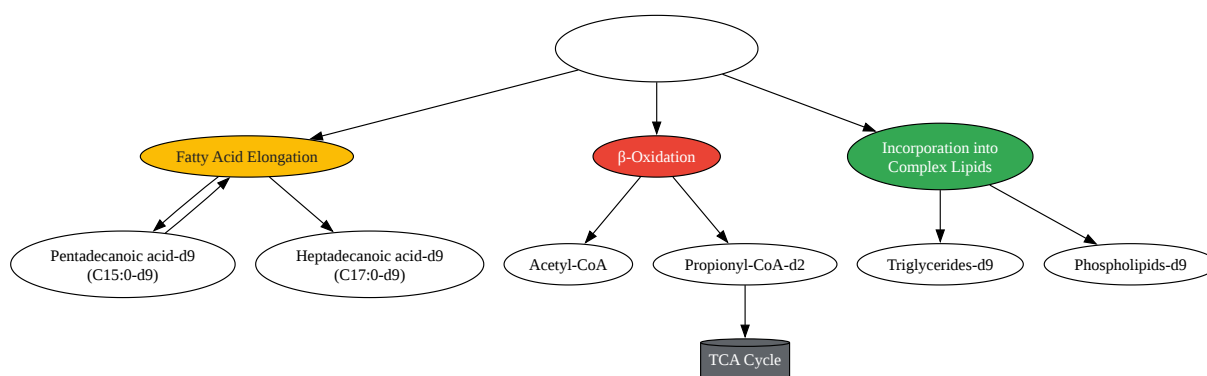 Fatty Acid Elongation
β-Oxidation
Incorporation into
Complex Lipids
Pentadecanoic acid-d9
(C15:0-d9)
Heptadecanoic acid-d9
(C17:0-d9)
Acetyl-CoA
Propionyl-CoA-d2
Triglycerides-d9
Phospholipids-d9
TCA Cycle